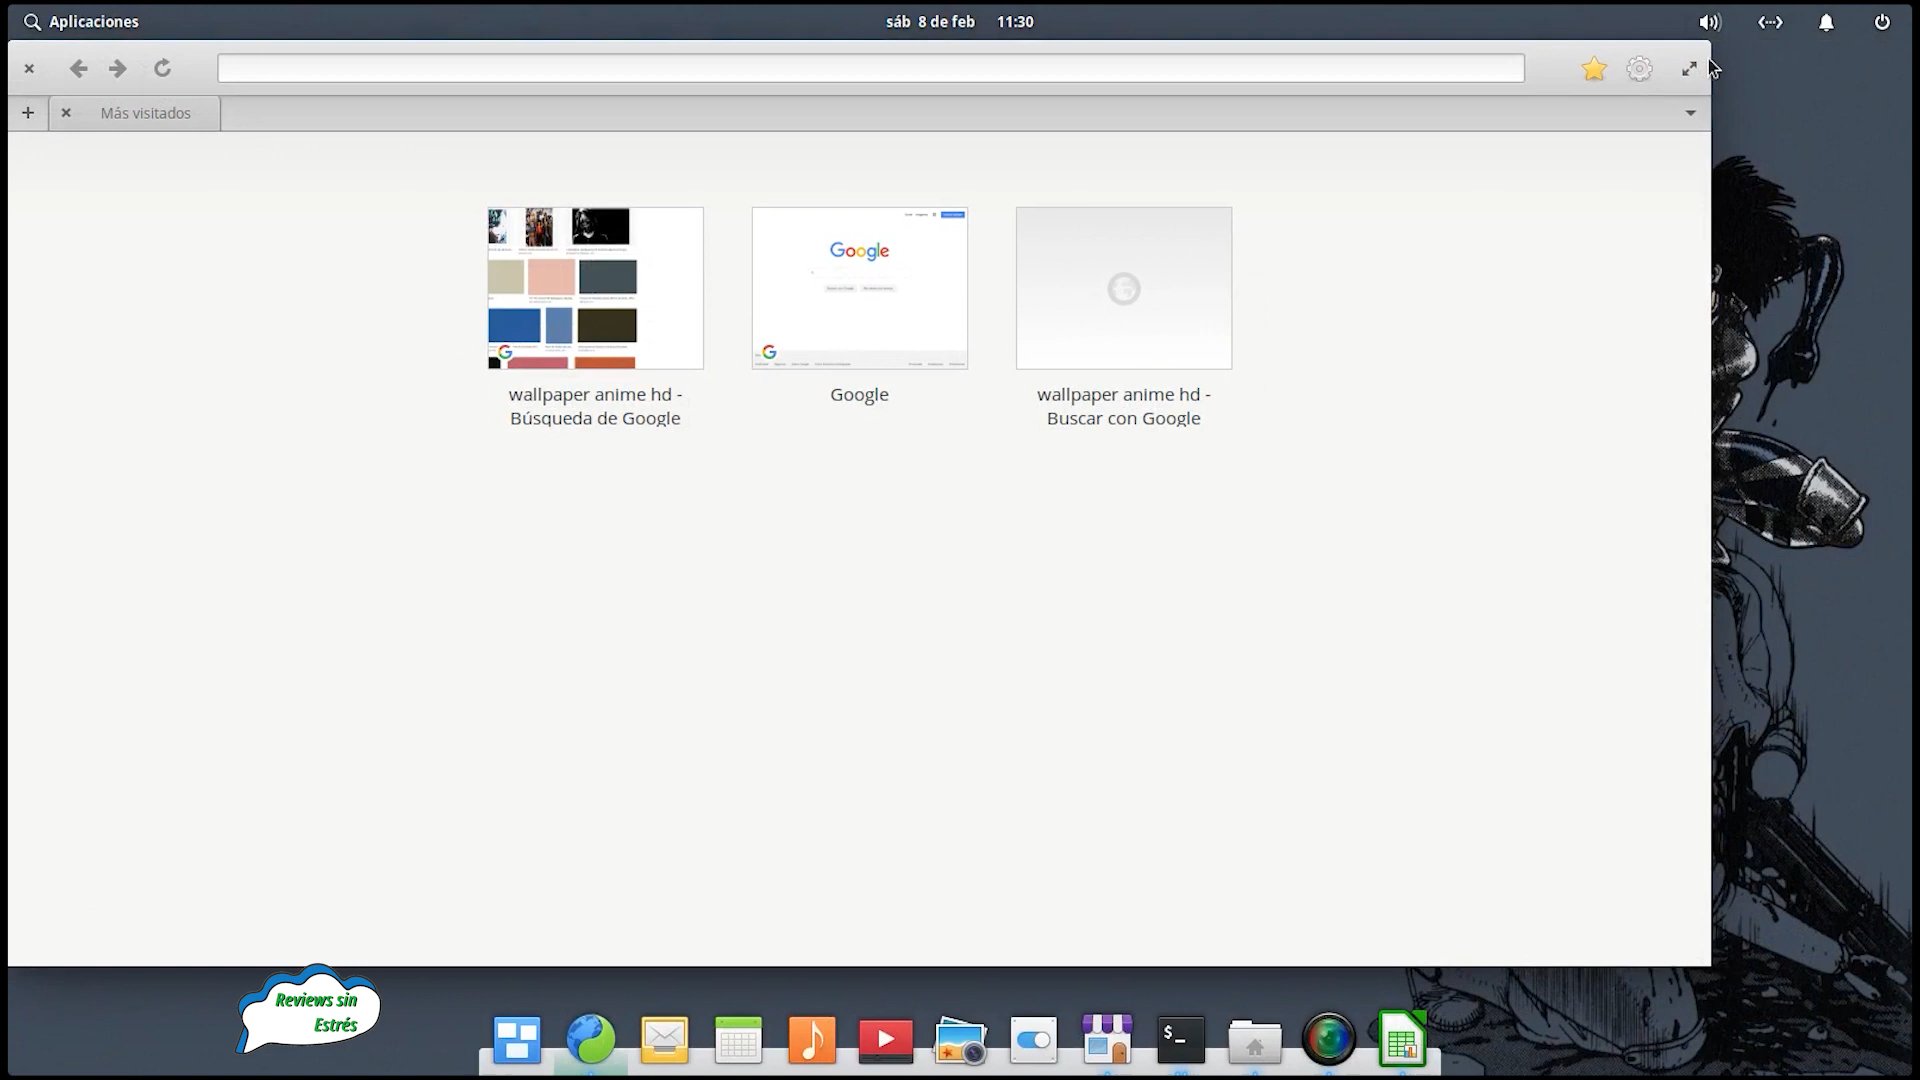 Aplicaciones
sáb 8 de feb 11:30
Más visitados
Google
wallpaper anime hd -
Búsqueda de Google
Google
wallpaper anime hd -
Buscar con Google
Reviews sin
Estrés
$_